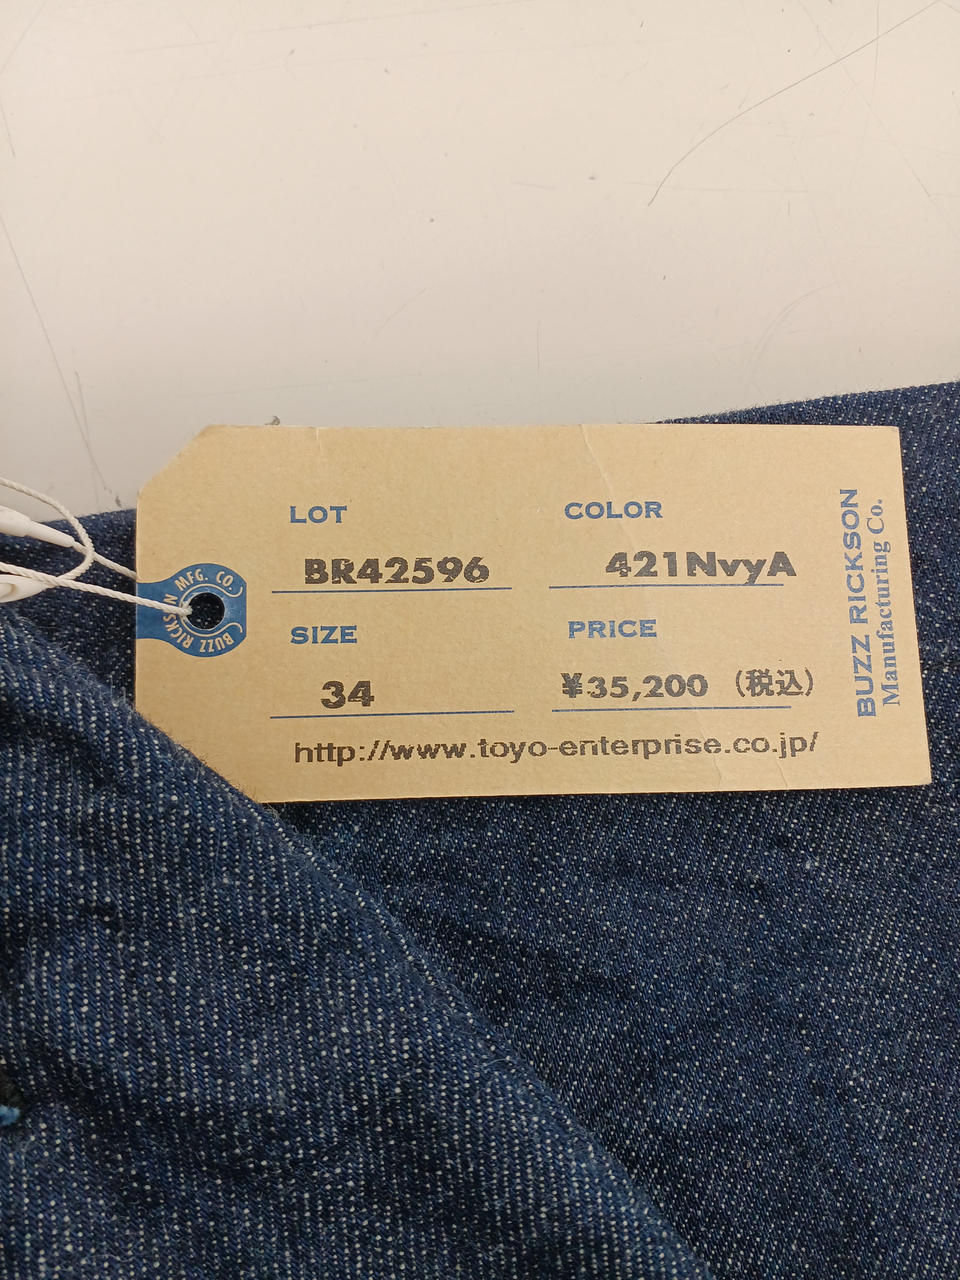 LOT
BR42596
COLOR
421NvyA
SIZE
34
PRICE
¥35,200 (税込)
http://www.toyo-enterprise.co.jp/
BUZZ RICKSON
Manufacturing Co.
MFG. CO.
BUZZ RICKSON